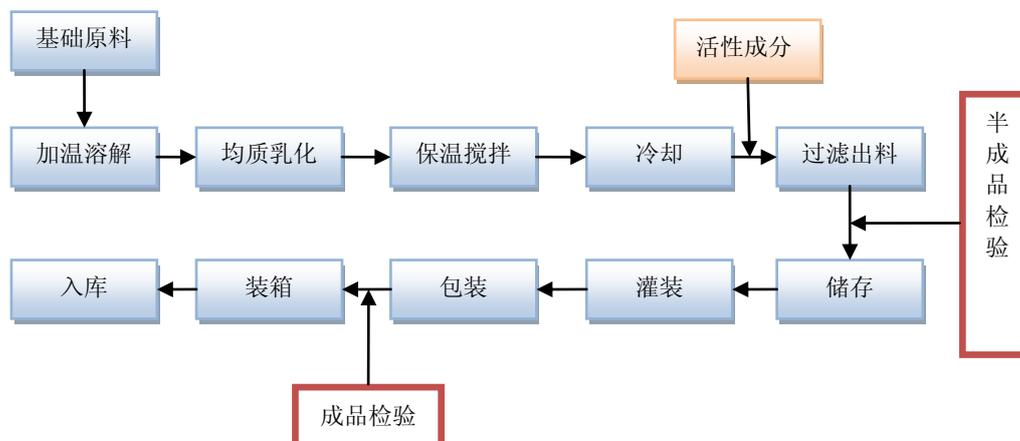 基础原料
活性成分
加温溶解
均质乳化
保温搅拌
冷却
过滤出料
半成品检验
入库
装箱
包装
灌装
储存
成品检验